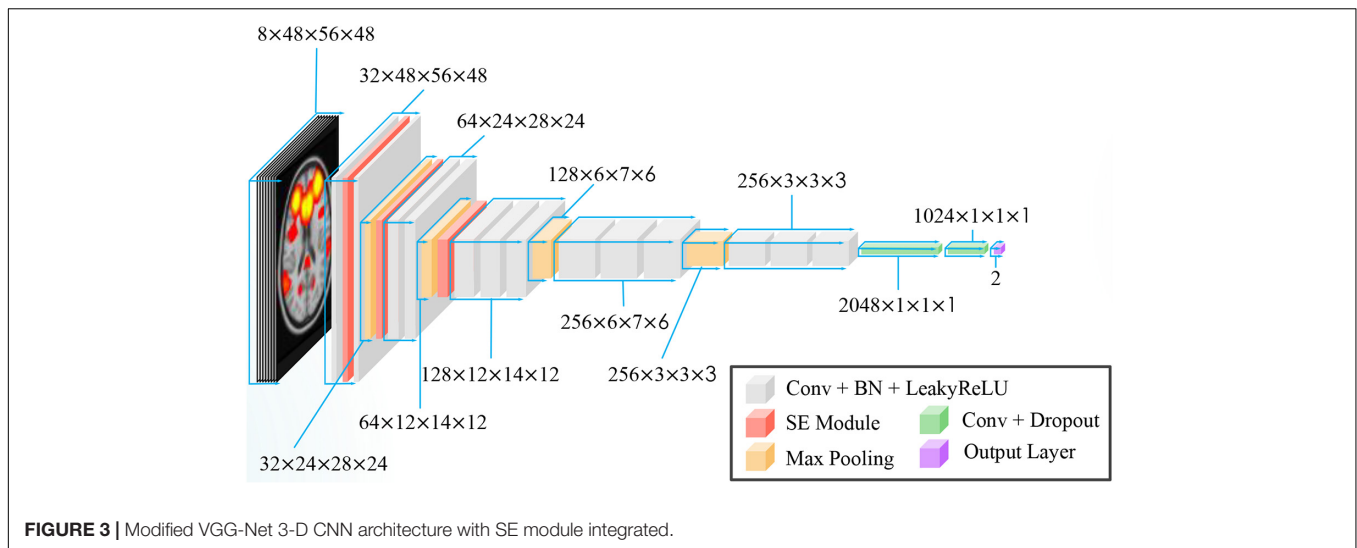 8×48×56×48
32×48×56×48
64×24×28×24
128×6×7×6
256×3×3×3
1024×1×1×1
2
2048×1×1×1
256×6×7×6
128×12×14×12
256×3×3×3
64×12×14×12
32×24×28×24
Conv + BN + LeakyReLU
SE Module
Conv + Dropout
Max Pooling
Output Layer
FIGURE 3 | Modified VGG-Net 3-D CNN architecture with SE module integrated.